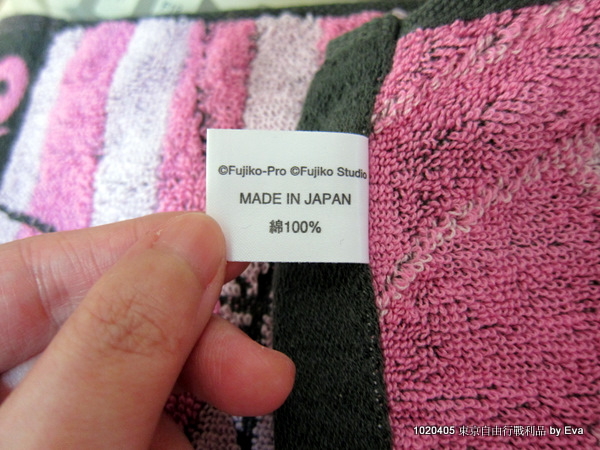 ©Fujiko-Pro ©Fujiko Studio
MADE IN JAPAN
綿100%
1020405 東京自由行戰利品 by Eva